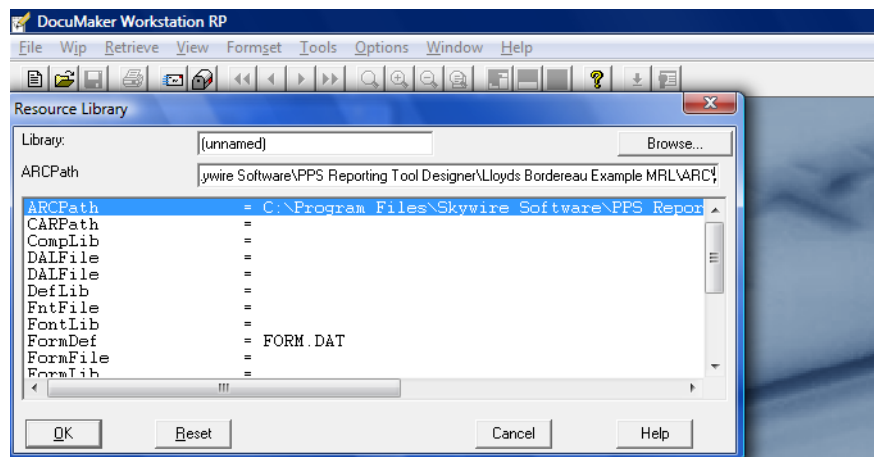 DocuMaker Workstation RP
File Wip Retrieve View Formset Tools Options Window Help
Resource Library
Library: (unnamed) Browse...
ARCPath ywire Software\PPS Reporting Tool Designer\Lloyds Bordereau Example MRL\ARC\
ARCPath = C:\Program Files\Skywire Software\PPS Repor
CARPath =
CompLib =
DALFile =
DALFile =
DefLib =
FntFile =
FontLib =
FormDef = FORM.DAT
FormFile =
FormLib =
OK Reset Cancel Help